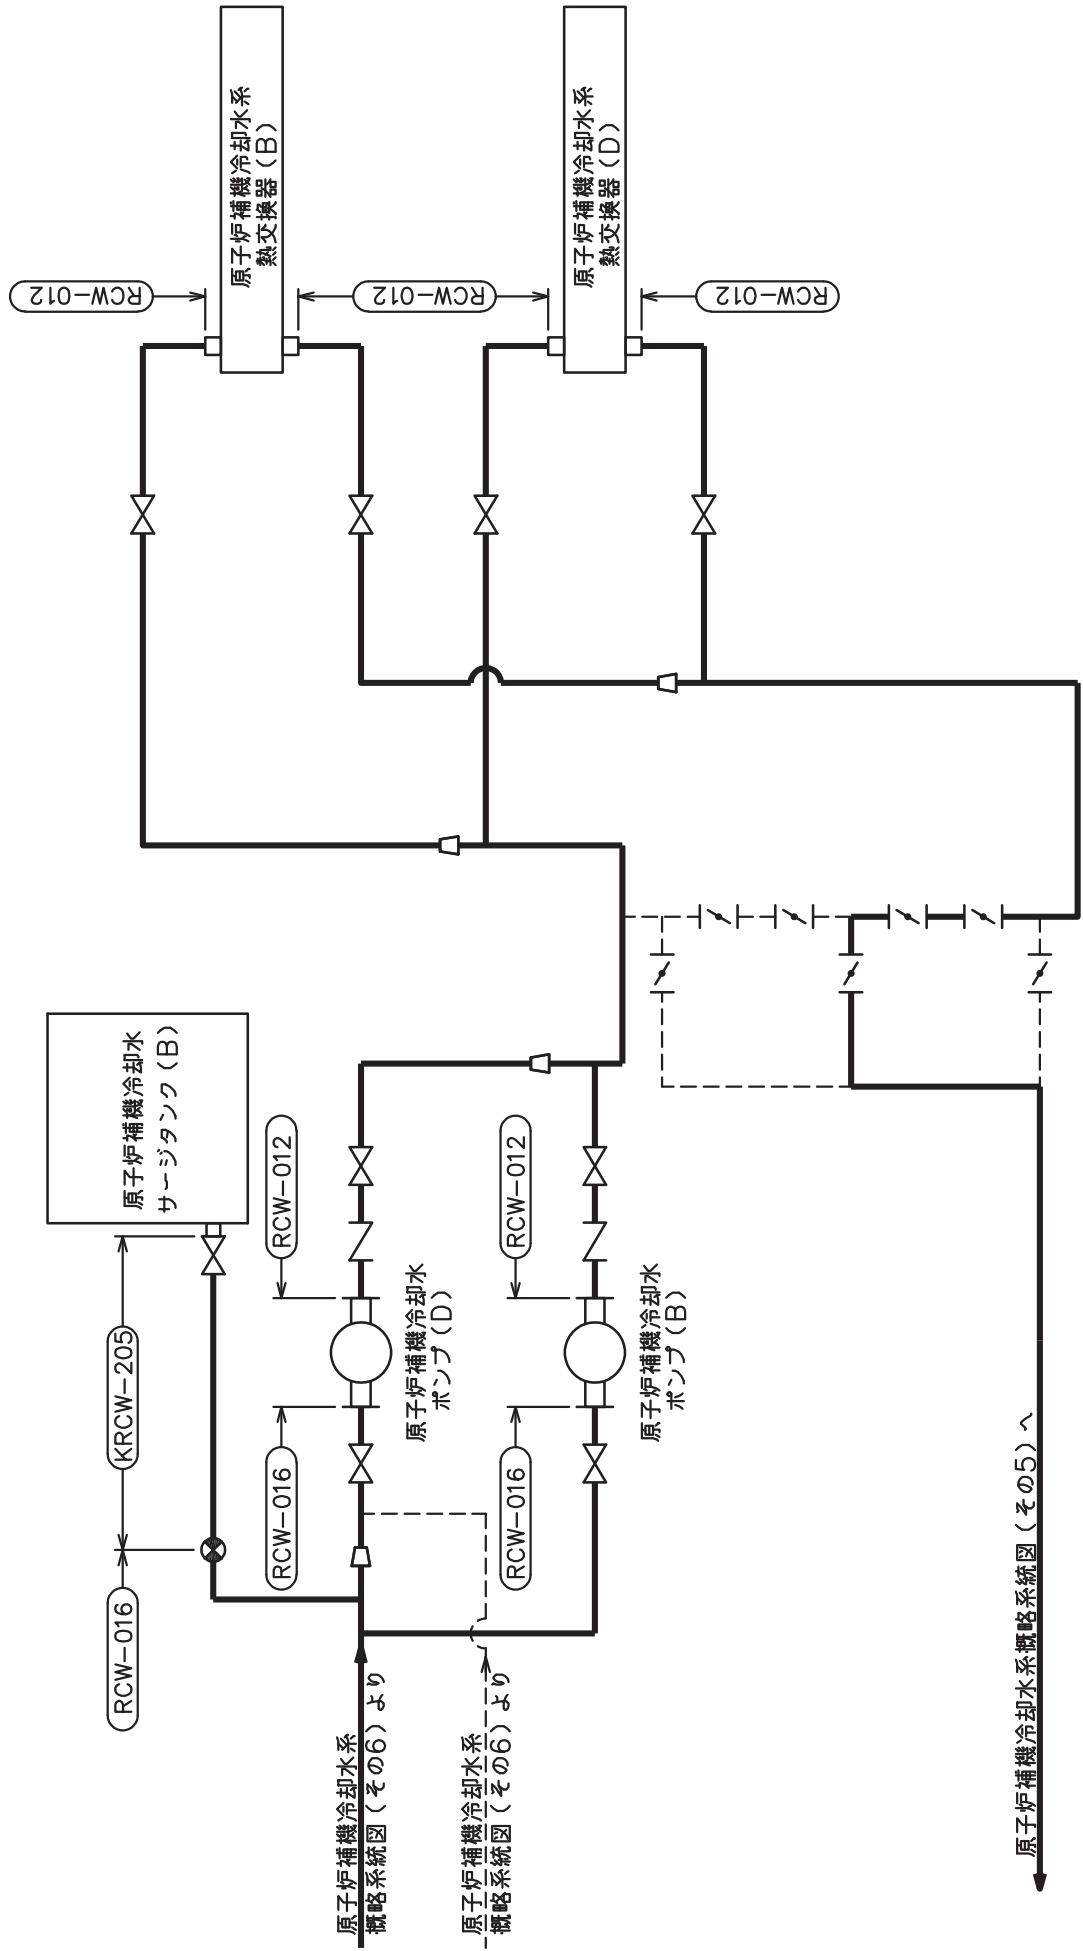 原子炉補機冷却水系
熱交換器(B)
原子炉補機冷却水系
熱交換器(D)
RCW-012
RCW-012
RCW-012
原子炉補機冷却水
サージタンク(B)
KRCW-205
RCW-016
RCW-012
RCW-016
原子炉補機冷却水
ポンプ(D)
RCW-012
RCW-016
原子炉補機冷却水
ポンプ(B)
原子炉補機冷却水系
概略系統図(その6)より
原子炉補機冷却水系
概略系統図(その6)より
原子炉補機冷却水系概略系統図(その5)へ